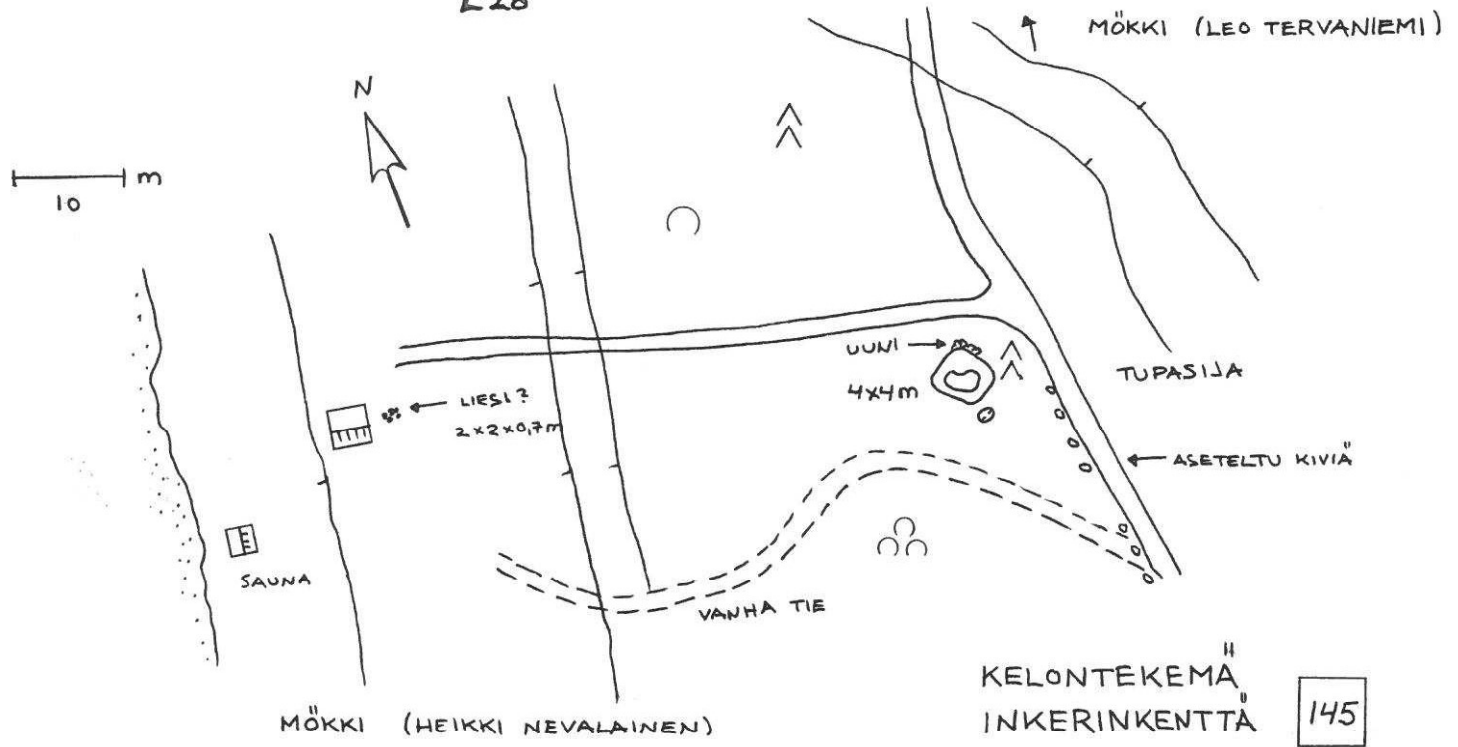 MÖKKI (LEO TERVANIEMI)
N
m
10
UUNI
4x4m
TUPASIJA
LIESI?
2x2x0,7m
ASETELTU KIVIÄ
SAUNA
VANHA TIE
MÖKKI (HEIKKI NEVALAINEN)
KELONTEKEMÄ
INKERINKENTTÄ
145